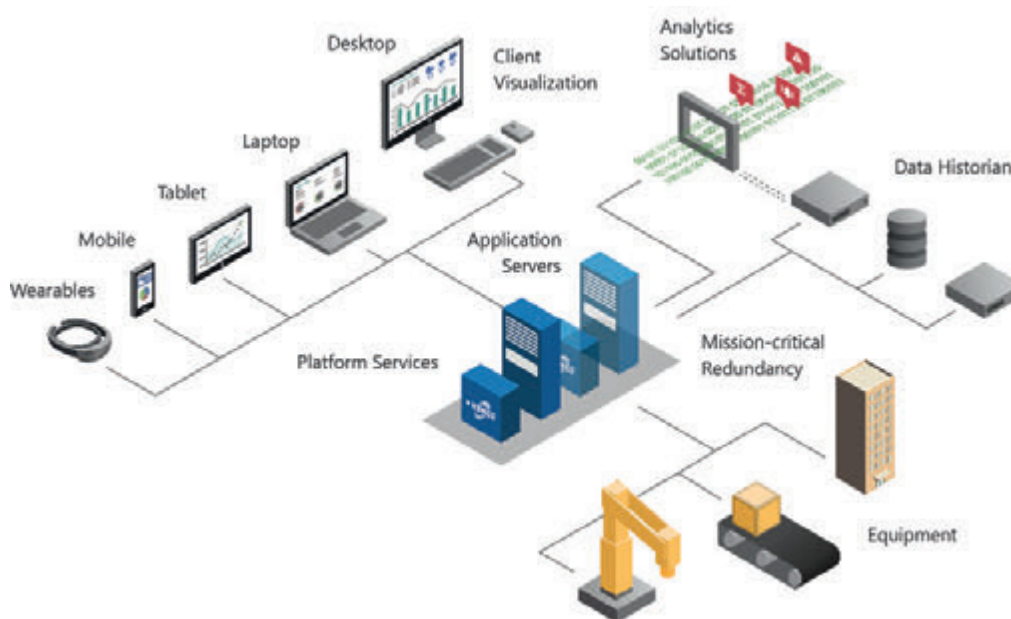 Desktop
Client
Visualization
Analytics
Solutions
Laptop
Data Historian
Tablet
Mobile
Application
Servers
Wearables
Platform Services
Mission-critical
Redundancy
Equipment